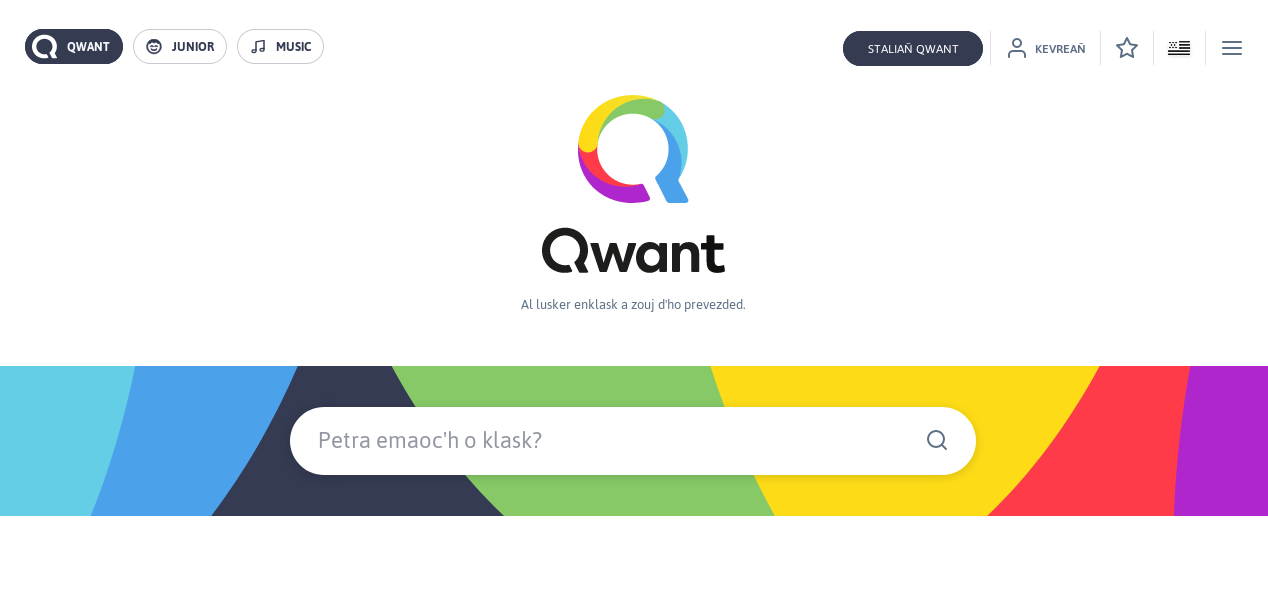 QWANT
JUNIOR
MUSIC
STALIAÑ QWANT
KEVREAÑ
Qwant
Al lusker enklask a zouj d'ho prevezded.
Petra emaoc'h o klask?